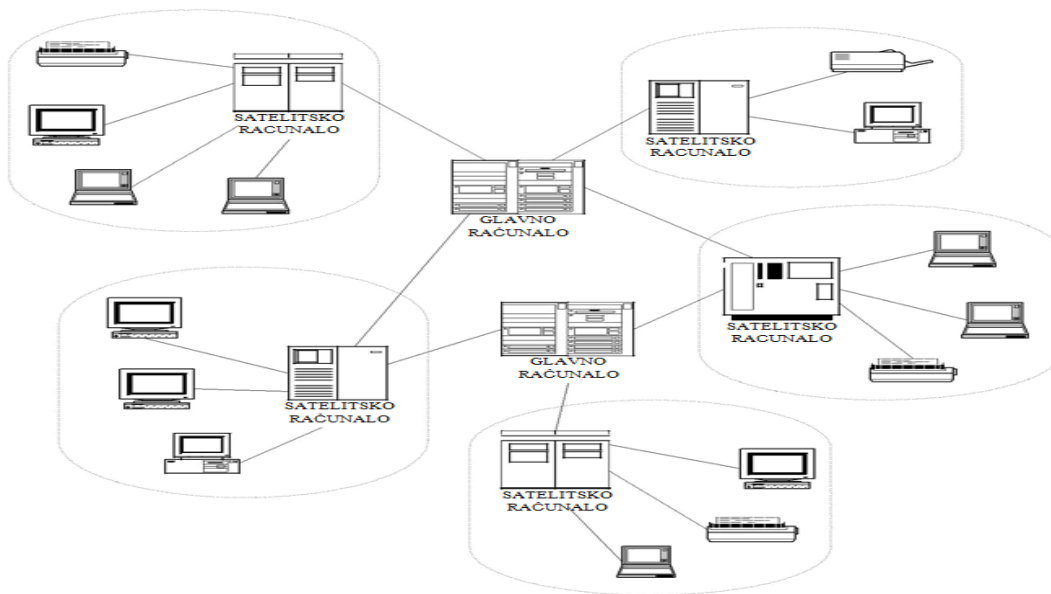 SATELITSKO
RACUNALO
SATELITSKO
RACUNALO
GLAVNO
RAČUNALO
SATELITSKO
RACUNALO
GLAVNO
RAČUNALO
SATELITSKO
RAČUNALO
SATELITSKO
RAČUNALO